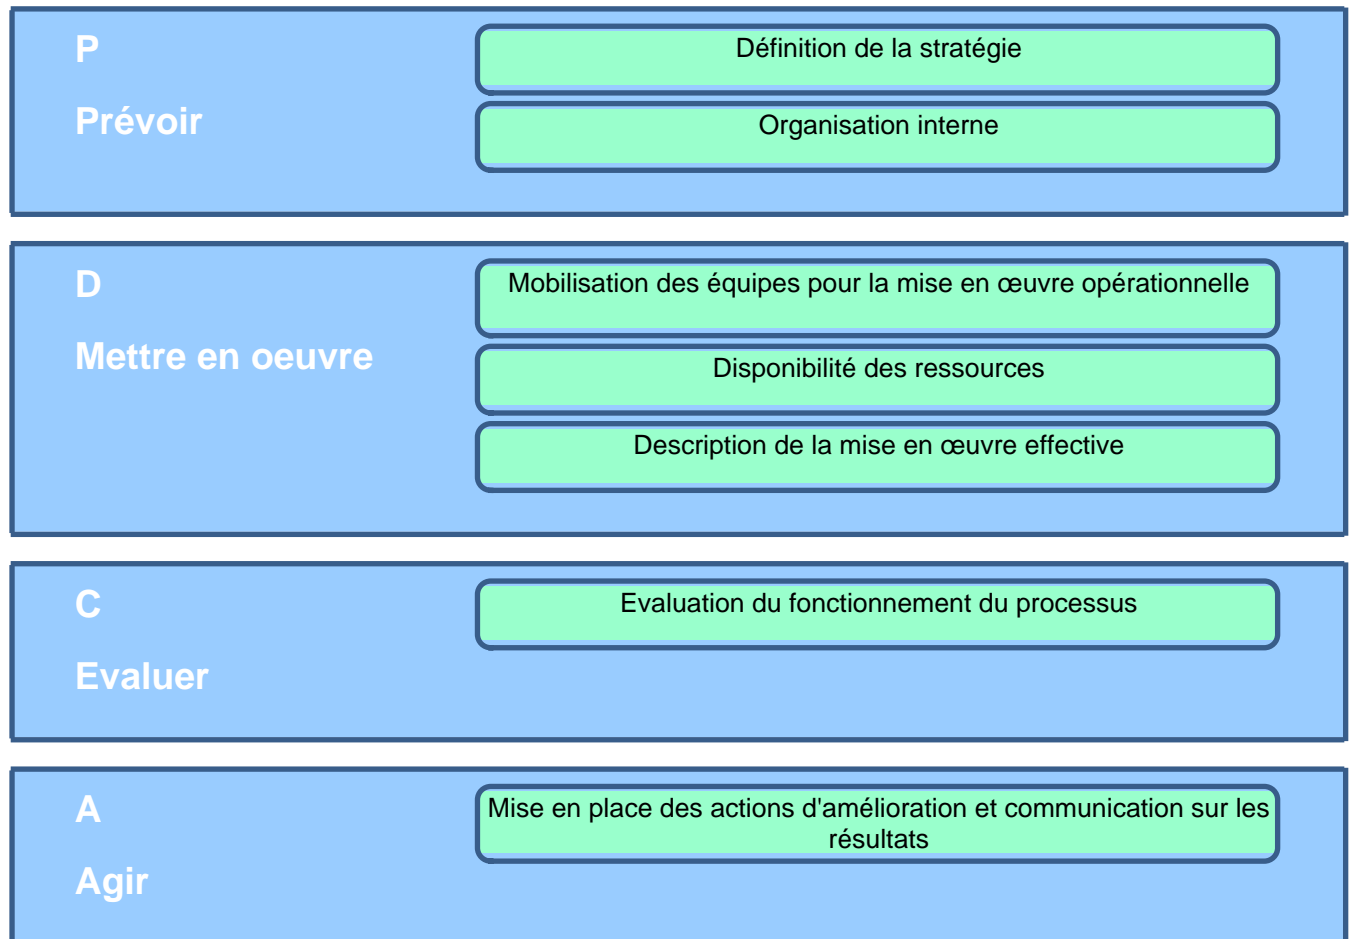 P
Prévoir
Définition de la stratégie
Organisation interne
D
Mettre en oeuvre
Mobilisation des équipes pour la mise en œuvre opérationnelle
Disponibilité des ressources
Description de la mise en œuvre effective
C
Evaluer
Evaluation du fonctionnement du processus
A
Agir
Mise en place des actions d'amélioration et communication sur les
résultats